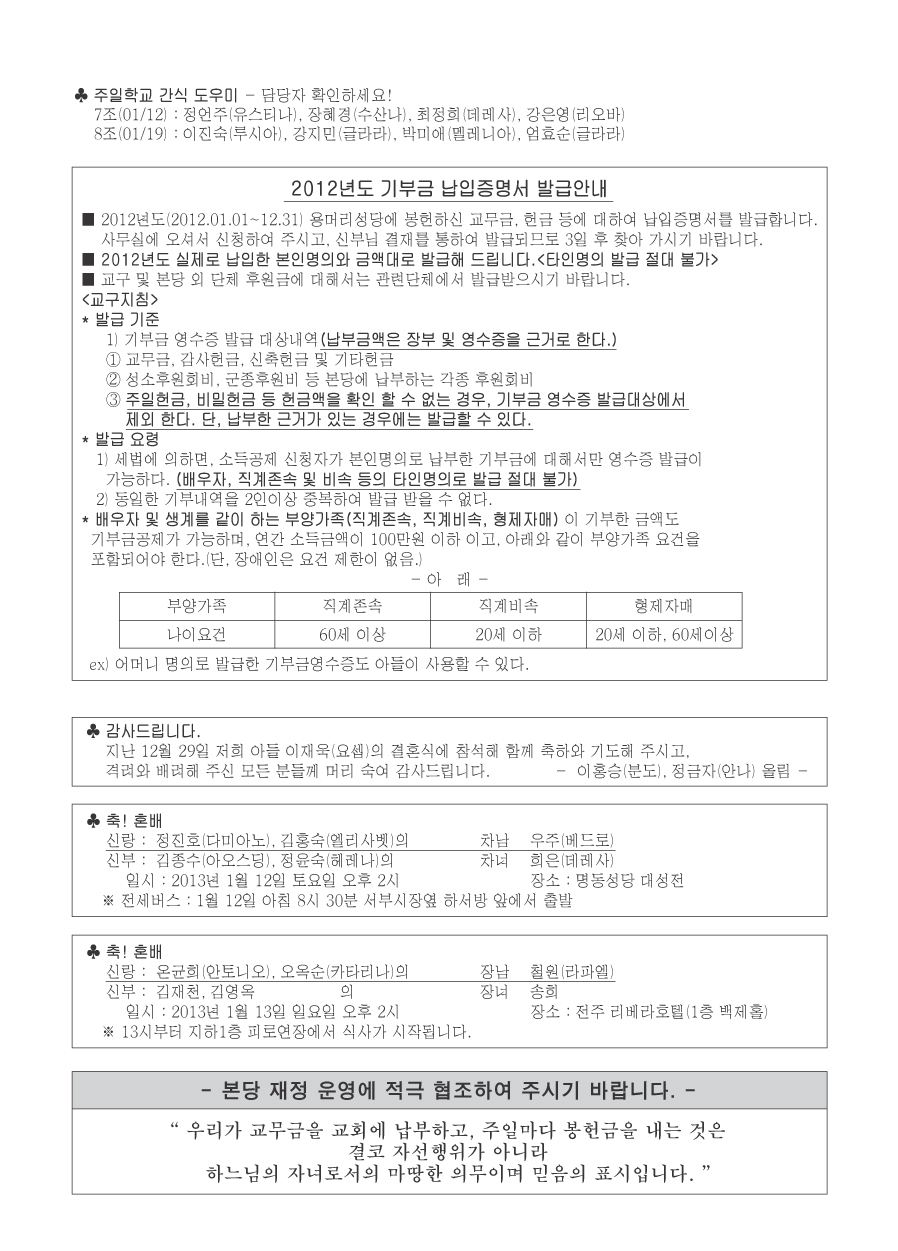 ♣ 주일학교 간식 도우미 - 담당자 확인하세요!
7조(01/12) : 정언주(유스티나), 장혜경(수산나), 최정희(데레사), 강은영(리오바)
8조(01/19) : 이진숙(루시아), 강지민(글라라), 박미애(멜레니아), 엄효순(글라라)
2012년도 기부금 납입증명서 발급안내
■ 2012년도(2012.01.01~12.31) 용머리성당에 봉헌하신 교무금, 헌금 등에 대하여 납입증명서를 발급합니다.
사무실에 오셔서 신청하여 주시고, 신부님 결재를 통하여 발급되므로 3일 후 찾아 가시기 바랍니다.
■ 2012년도 실제로 납입한 본인명의와 금액대로 발급해 드립니다.<타인명의 발급 절대 불가>
■ 교구 및 본당 외 단체 후원금에 대해서는 관련단체에서 발급받으시기 바랍니다.
<교구지침>
* 발급 기준
1) 기부금 영수증 발급 대상내역(납부금액은 장부 및 영수증을 근거로 한다.)
① 교무금, 감사헌금, 신축헌금 및 기타헌금
② 성소후원회비, 군종후원비 등 본당에 납부하는 각종 후원회비
③ 주일헌금, 비밀헌금 등 헌금액을 확인 할 수 없는 경우, 기부금 영수증 발급대상에서
제외 한다. 단, 납부한 근거가 있는 경우에는 발급할 수 있다.
* 발급 요령
1) 세법에 의하면, 소득공제 신청자가 본인명의로 납부한 기부금에 대해서만 영수증 발급이
가능하다. (배우자, 직계존속 및 비속 등의 타인명의로 발급 절대 불가)
2) 동일한 기부내역을 2인이상 중복하여 발급 받을 수 없다.
* 배우자 및 생계를 같이 하는 부양가족(직계존속, 직계비속, 형제자매) 이 기부한 금액도
기부금공제가 가능하며, 연간 소득금액이 100만원 이하 이고, 아래와 같이 부양가족 요건을
포함되어야 한다.(단, 장애인은 요건 제한이 없음.)
- 아 래 -
부양가족 직계존속 직계비속 형제자매
나이요건 60세 이상 20세 이하 20세 이하, 60세이상
ex) 어머니 명의로 발급한 기부금영수증도 아들이 사용할 수 있다.
♣ 감사드립니다.
지난 12월 29일 저희 아들 이재욱(요셉)의 결혼식에 참석해 함께 축하와 기도해 주시고,
격려와 배려해 주신 모든 분들께 머리 숙여 감사드립니다. - 이홍승(분도), 정금자(안나) 올림 -
♣ 축! 혼배
신랑 : 정진호(다미아노), 김홍숙(엘리사벳)의 차남 우주(베드로)
신부 : 김종수(아오스딩), 정윤숙(헤레나)의 차녀 희은(데레사)
일시 : 2013년 1월 12일 토요일 오후 2시 장소 : 명동성당 대성전
※ 전세버스 : 1월 12일 아침 8시 30분 서부시장옆 하서방 앞에서 출발
♣ 축! 혼배
신랑 : 온균희(안토니오), 오옥순(카타리나)의 장남 철원(라파엘)
신부 : 김재천, 김영옥 의 장녀 송희
일시 : 2013년 1월 13일 일요일 오후 2시 장소 : 전주 리베라호텔(1층 백제홀)
※ 13시부터 지하1층 피로연장에서 식사가 시작됩니다.
- 본당 재정 운영에 적극 협조하여 주시기 바랍니다. -
“ 우리가 교무금을 교회에 납부하고, 주일마다 봉헌금을 내는 것은
결코 자선행위가 아니라
하느님의 자녀로서의 마땅한 의무이며 믿음의 표시입니다. ”